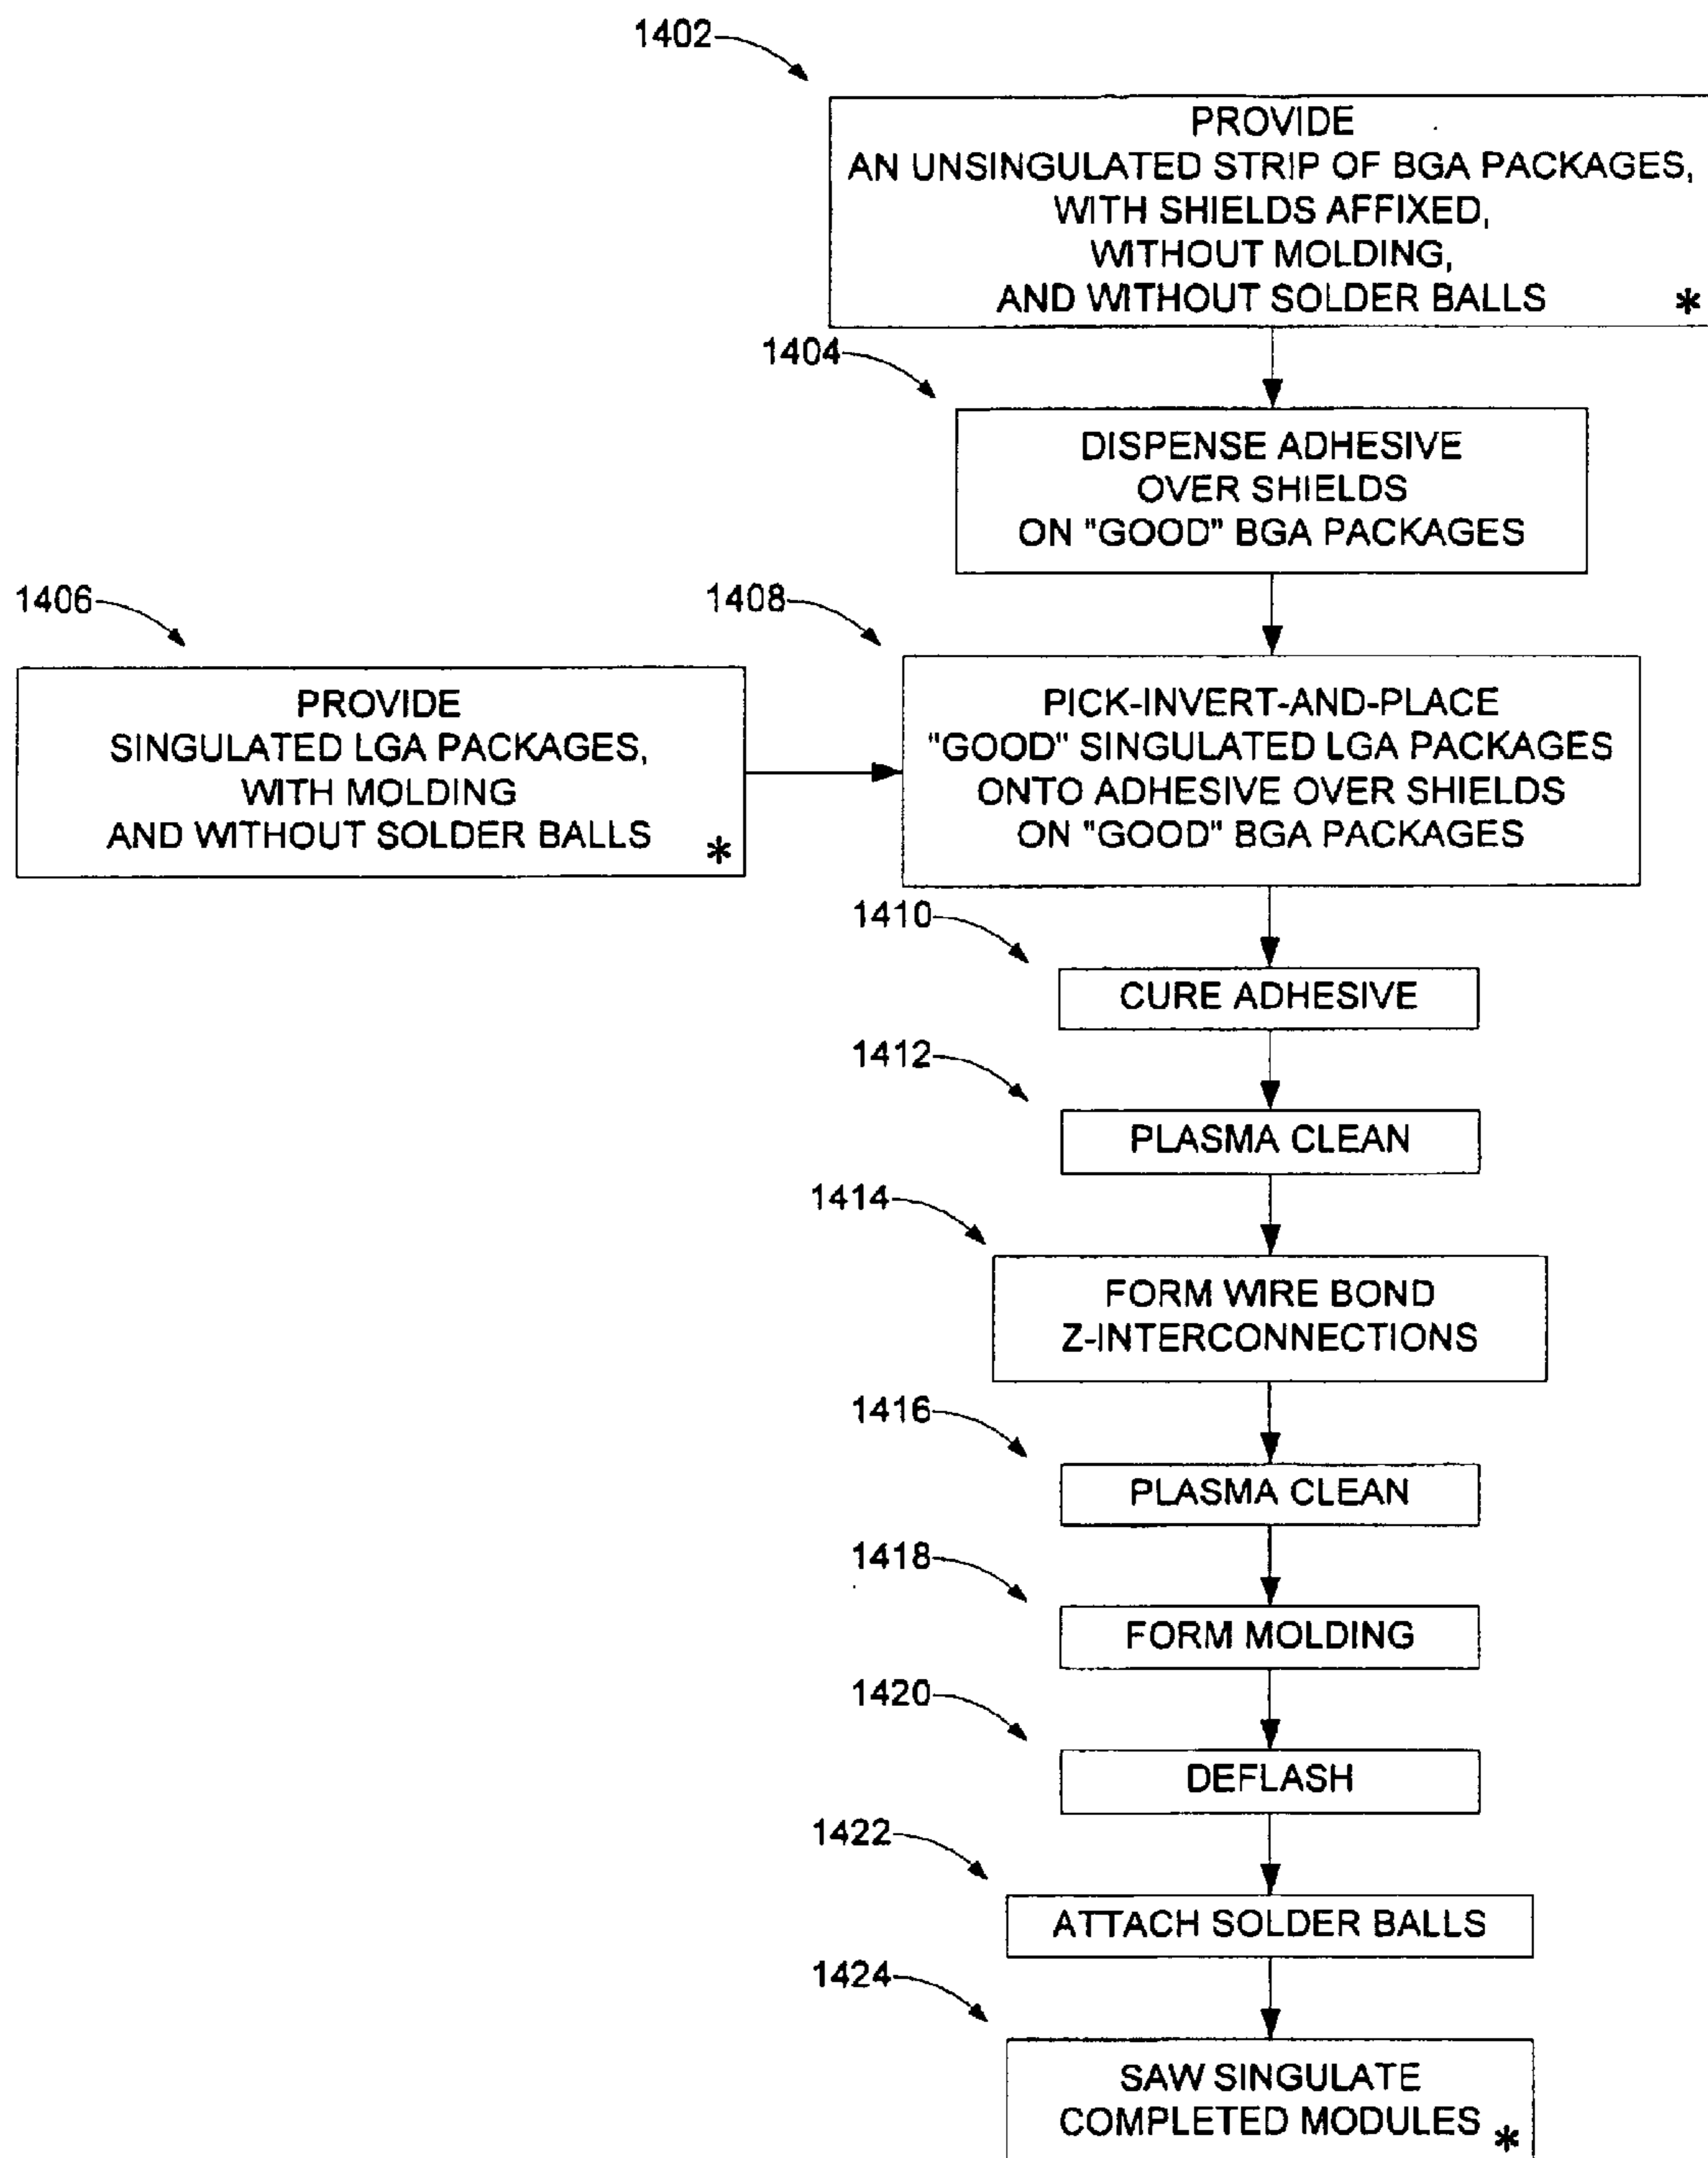 1402
PROVIDE
AN UNSINGULATED STRIP OF BGA PACKAGES,
WITH SHIELDS AFFIXED,
WITHOUT MOLDING,
AND WITHOUT SOLDER BALLS *
1404
DISPENSE ADHESIVE
OVER SHIELDS
ON "GOOD" BGA PACKAGES
1406
PROVIDE
SINGULATED LGA PACKAGES,
WITH MOLDING
AND WITHOUT SOLDER BALLS *
1408
PICK-INVERT-AND-PLACE
"GOOD" SINGULATED LGA PACKAGES
ONTO ADHESIVE OVER SHIELDS
ON "GOOD" BGA PACKAGES
1410
CURE ADHESIVE
1412
PLASMA CLEAN
1414
FORM WIRE BOND
Z-INTERCONNECTIONS
1416
PLASMA CLEAN
1418
FORM MOLDING
1420
DEFLASH
1422
ATTACH SOLDER BALLS
1424
SAW SINGULATE
COMPLETED MODULES *